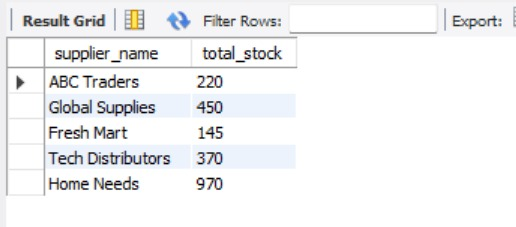 Result Grid Filter Rows: Export:
supplier_name total_stock
ABC Traders 220
Global Supplies 450
Fresh Mart 145
Tech Distributors 370
Home Needs 970